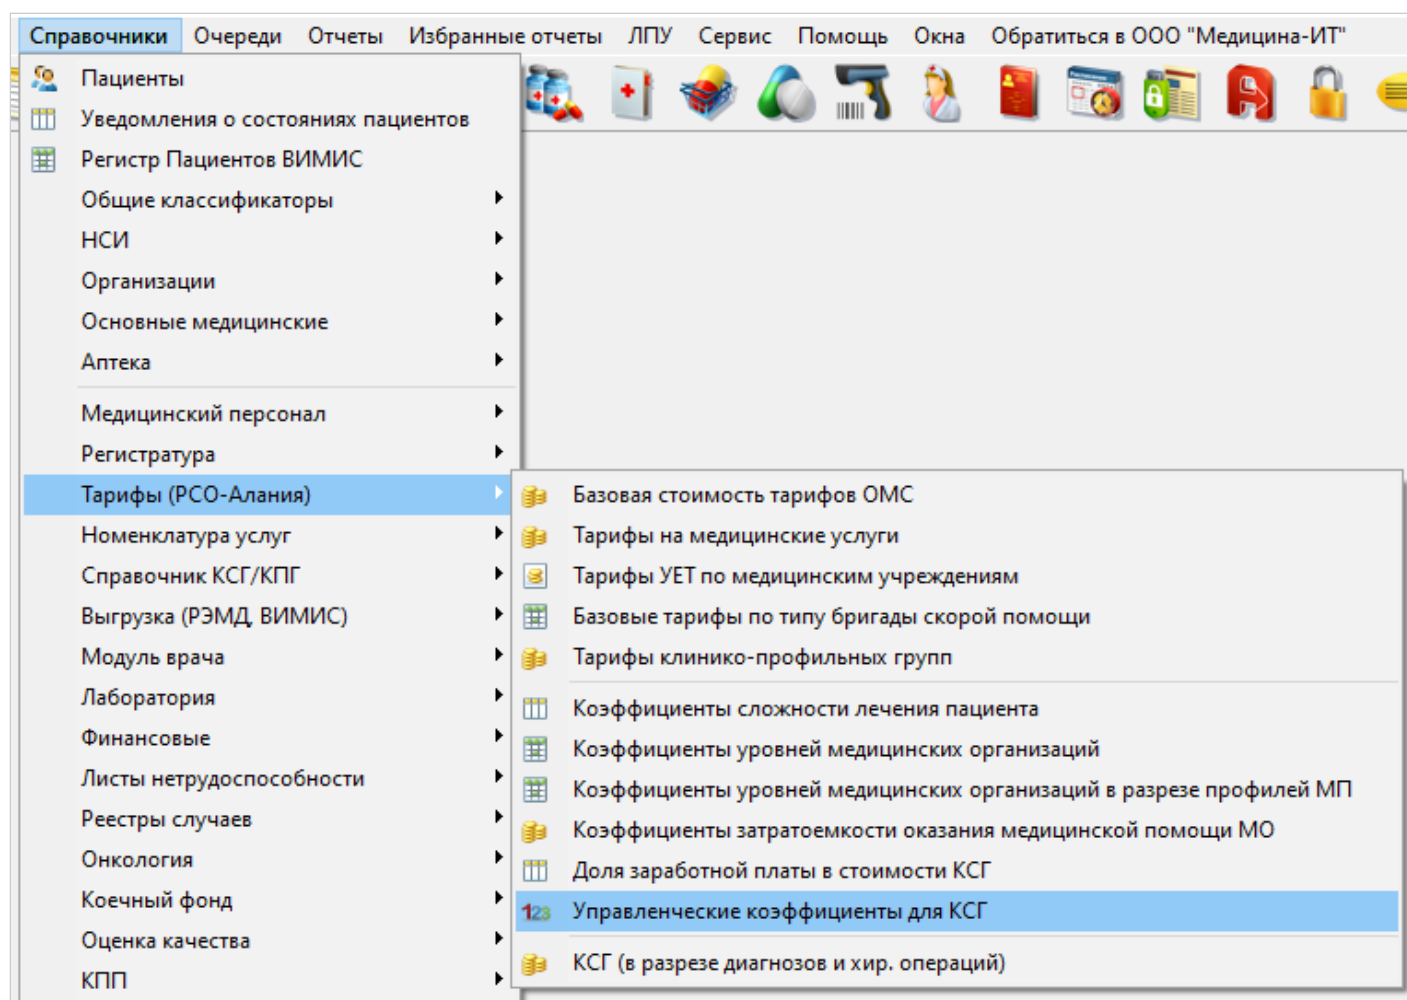 Справочники Очереди Отчеты Избранные отчеты ЛПУ Сервис Помощь Окна Обратиться в ООО "Медицина-ИТ"
Пациенты
Уведомления о состояниях пациентов
Регистр Пациентов ВИМИС
Общие классификаторы
НСИ
Организации
Основные медицинские
Аптека
Медицинский персонал
Регистратура
Тарифы (РСО-Алания)
Номенклатура услуг
Справочник КСГ/КПГ
Выгрузка (РЭМД, ВИМИС)
Модуль врача
Лаборатория
Финансовые
Листы нетрудоспособности
Реестры случаев
Онкология
Коечный фонд
Оценка качества
КПП
Базовая стоимость тарифов ОМС
Тарифы на медицинские услуги
Тарифы УЕТ по медицинским учреждениям
Базовые тарифы по типу бригады скорой помощи
Тарифы клинико-профильных групп
Коэффициенты сложности лечения пациента
Коэффициенты уровней медицинских организаций
Коэффициенты уровней медицинских организаций в разрезе профилей МП
Коэффициенты затратоемкости оказания медицинской помощи МО
Доля заработной платы в стоимости КСГ
123 Управленческие коэффициенты для КСГ
КСГ (в разрезе диагнозов и хир. операций)